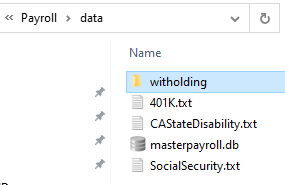 « Payroll > data
Name
witholding
401K.txt
CAStateDisability.txt
masterpayroll.db
SocialSecurity.txt